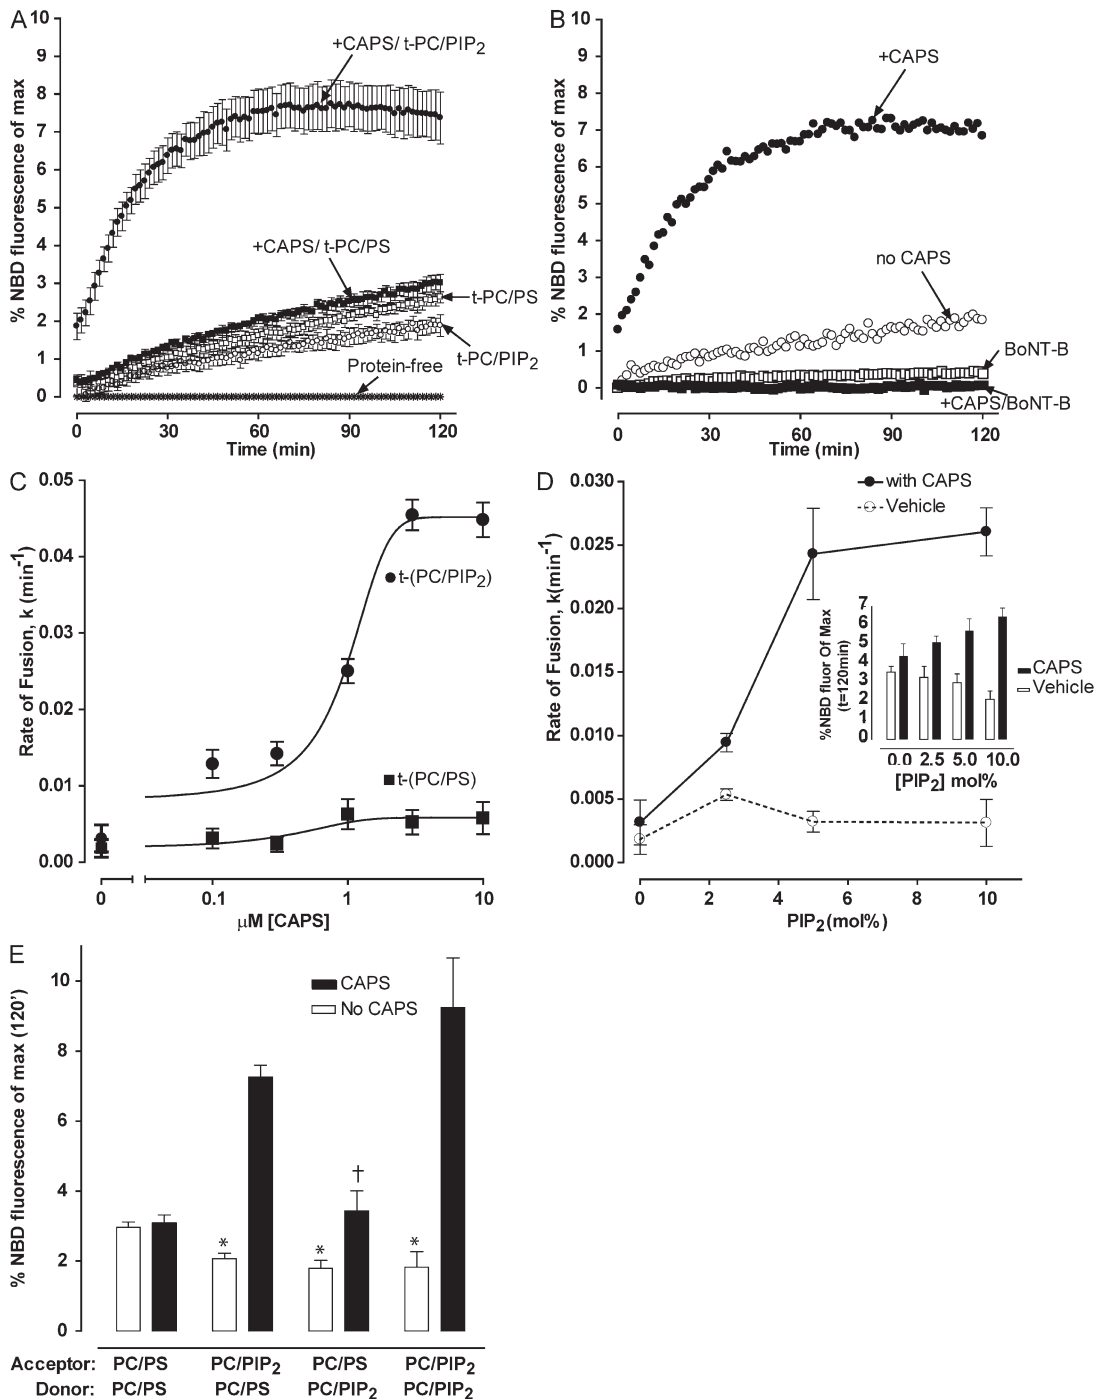 A
10
9
8
7
6
5
4
3
2
1
0
% NBD fluorescence of max
+CAPS/ t-PC/PIP2
+CAPS/ t-PC/PS
t-PC/PS
t-PC/PIP2
Protein-free
0 30 60 90 120
Time (min)
B
10
9
8
7
6
5
4
3
2
1
0
% NBD fluorescence of max
+CAPS
no CAPS
BoNT-B
+CAPS/BoNT-B
0 30 60 90 120
Time (min)
C
0.05
0.04
0.03
0.02
0.01
0.00
Rate of Fusion, k (min-1)
t-(PC/PIP2)
t-(PC/PS)
0 0.1 1 10
µM [CAPS]
D
0.030
0.025
0.020
0.015
0.010
0.005
0.000
Rate of Fusion, k(min-1)
with CAPS
Vehicle
7
6
5
4
3
2
1
0
%NBD fluor Of Max
(t=120min)
CAPS
Vehicle
0.0 2.5 5.0 10.0
[PIP2] mol%
0 2 4 6 8 10
PIP2(mol%)
E
10
8
6
4
2
0
% NBD fluorescence of max (120')
CAPS
No CAPS
*
*
†
*
Acceptor: PC/PS PC/PIP2 PC/PS PC/PIP2
Donor: PC/PS PC/PS PC/PIP2 PC/PIP2